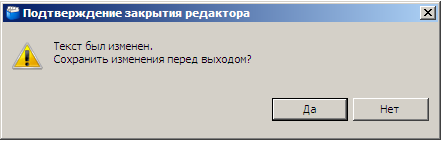 Подтверждение закрытия редактора
Текст был изменен.
Сохранить изменения перед выходом?
Да Нет